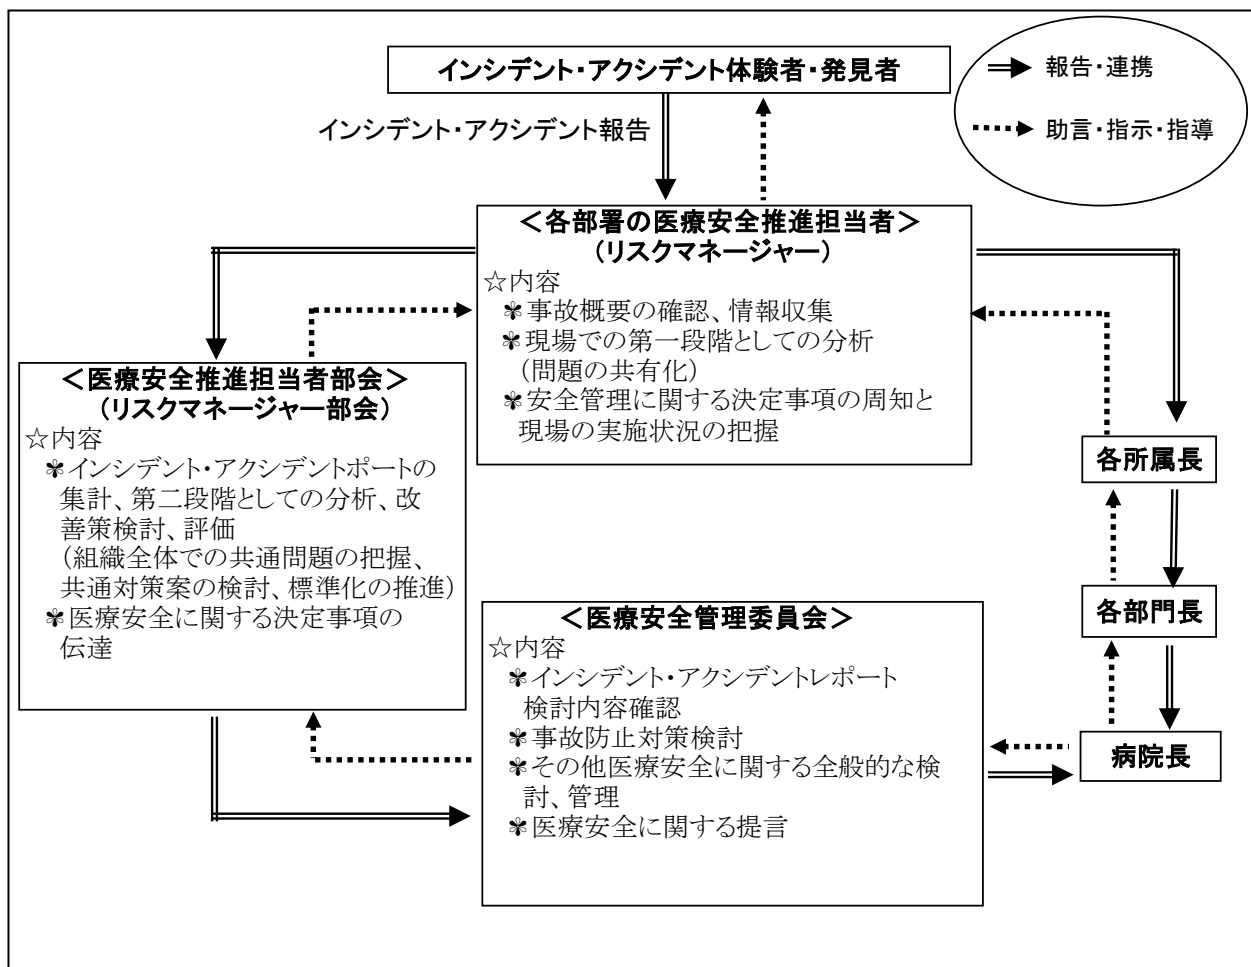 インシデント・アクシデント体験者・発見者
報告・連携
助言・指示・指導
インシデント・アクシデント報告
＜各部署の医療安全推進担当者＞
（リスクマネージャー）
☆内容
✾事故概要の確認、情報収集
✾現場での第一段階としての分析
（問題の共有化）
✾安全管理に関する決定事項の周知と
現場の実施状況の把握
＜医療安全推進担当者部会＞
（リスクマネージャー部会）
☆内容
✾インシデント・アクシデントポートの
集計、第二段階としての分析、改
善策検討、評価
（組織全体での共通問題の把握、
共通対策案の検討、標準化の推進）
✾医療安全に関する決定事項の
伝達
各所属長
各部門長
病院長
＜医療安全管理委員会＞
☆内容
✾インシデント・アクシデントレポート
検討内容確認
✾事故防止対策検討
✾その他医療安全に関する全般的な検
討、管理
✾医療安全に関する提言